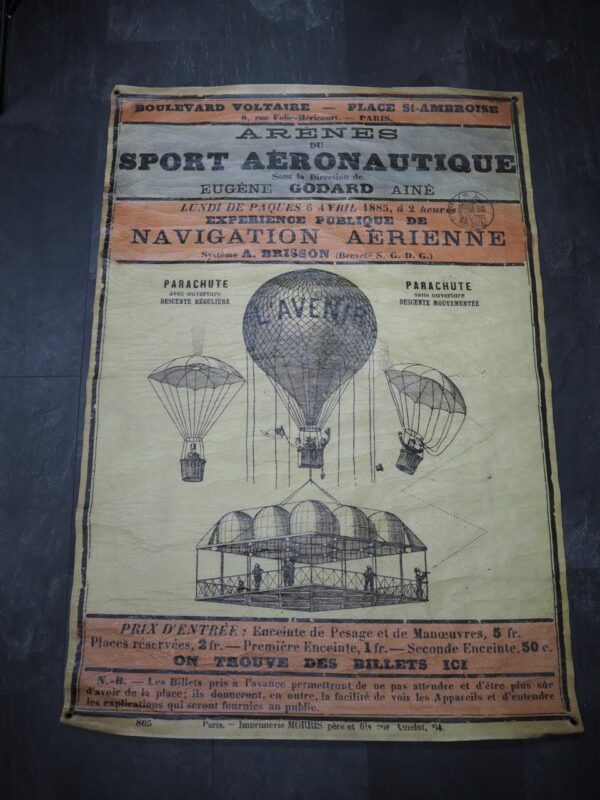 BOULEVARD VOLTAIRE — PLACE St-AMBROISE
8, rue Folie-Méricourt. — PARIS.
ARÈNES
DU
SPORT AÉRONAUTIQUE
Sous la Direction de
EUGÈNE GODARD AINÉ
LUNDI DE PAQUES 6 AVRIL 1885, à 2 heures
EXPERIENCE PUBLIQUE DE
NAVIGATION AÉRIENNE
Système A. BRISSON (Breveté S. G. D. G.)
PARACHUTE
avec ouverture
DESCENTE RÉGULIÈRE
L'AVENIR
PARACHUTE
sans ouverture
DESCENTE MOUVEMENTÉE
PRIX D'ENTRÉE : Enceinte de Pesage et de Manœuvres, 5 fr.
Places réservées, 2 fr. — Première Enceinte, 1 fr. — Seconde Enceinte, 50 c.
ON TROUVE DES BILLETS ICI
N.-B. — Les Billets pris à l'avance permettront de ne pas attendre et d'être plus sûr
d'avoir de la place; ils donneront, en outre, la facilité de voir les Appareils et d'entendre
les explications qui seront fournies au public.
805 Paris. — Imprimerie MORRIS père et fils rue Amelot, 64.